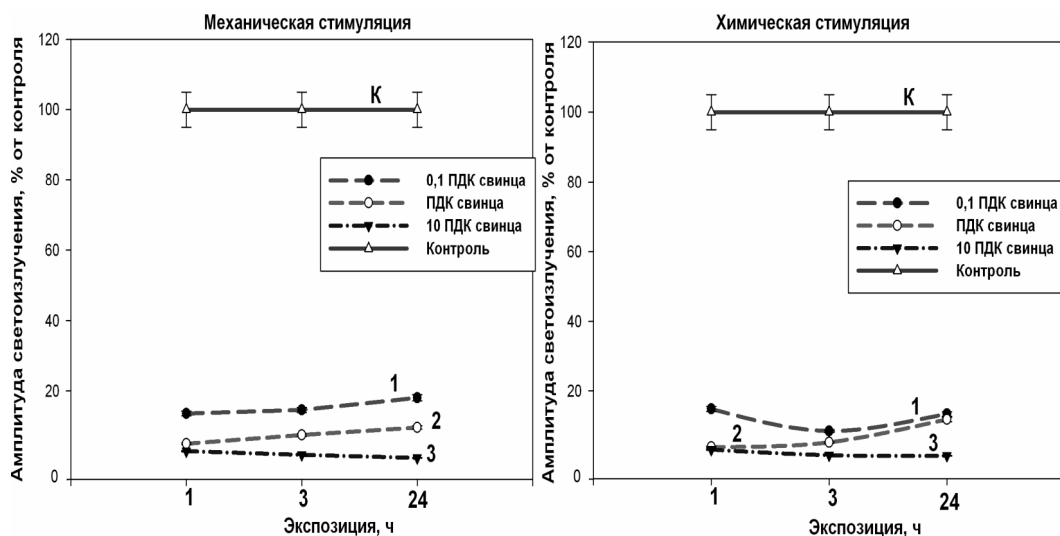 Механическая стимуляция
Амплитуда светоизлучения, % от контроля
120
100
80
60
40
20
0
К
0,1 ПДК свинца
ПДК свинца
10 ПДК свинца
Контроль
1
2
3
1
3
24
Экспозиция, ч
Химическая стимуляция
Амплитуда светоизлучения, % от контроля
120
100
80
60
40
20
0
К
0,1 ПДК свинца
ПДК свинца
10 ПДК свинца
Контроль
1
2
3
1
3
24
Экспозиция, ч